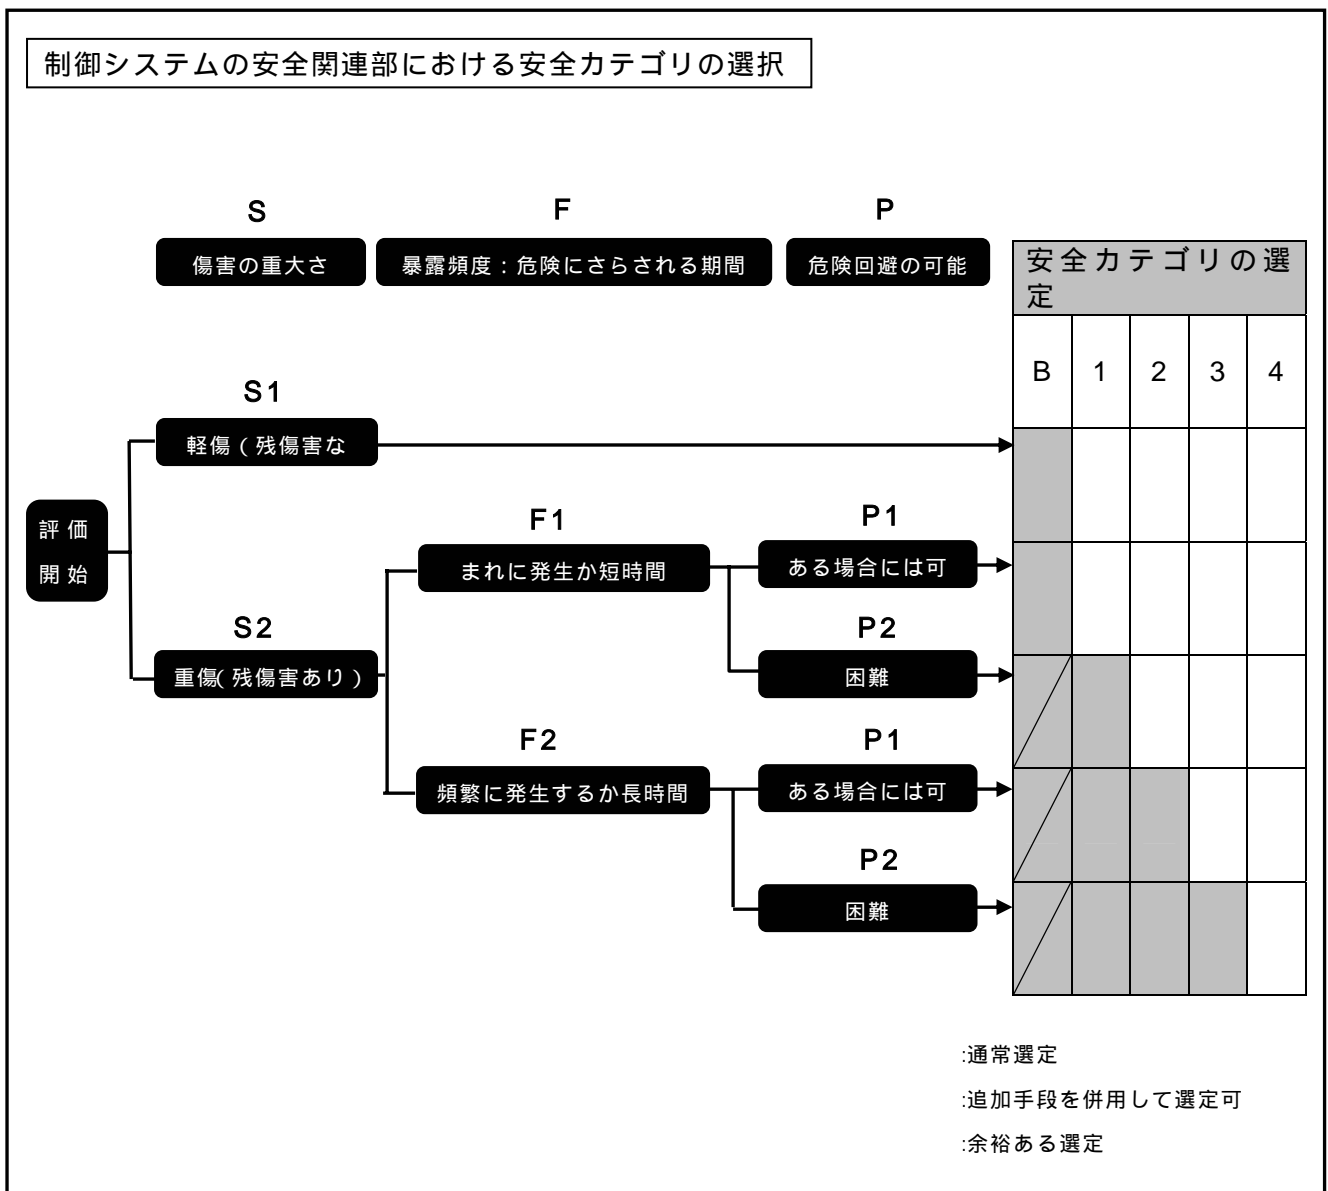 制御システムの安全関連部における安全カテゴリの選択
S
F
P
傷害の重大さ
暴露頻度：危険にさらされる期間
危険回避の可能
安全カテゴリの選
定
B
1
2
3
4
S1
軽傷（残傷害な
評価
開始
F1
P1
まれに発生か短時間
ある場合には可
S2
P2
重傷（残傷害あり）
困難
F2
P1
頻繁に発生するか長時間
ある場合には可
P2
困難
:通常選定
:追加手段を併用して選定可
:余裕ある選定